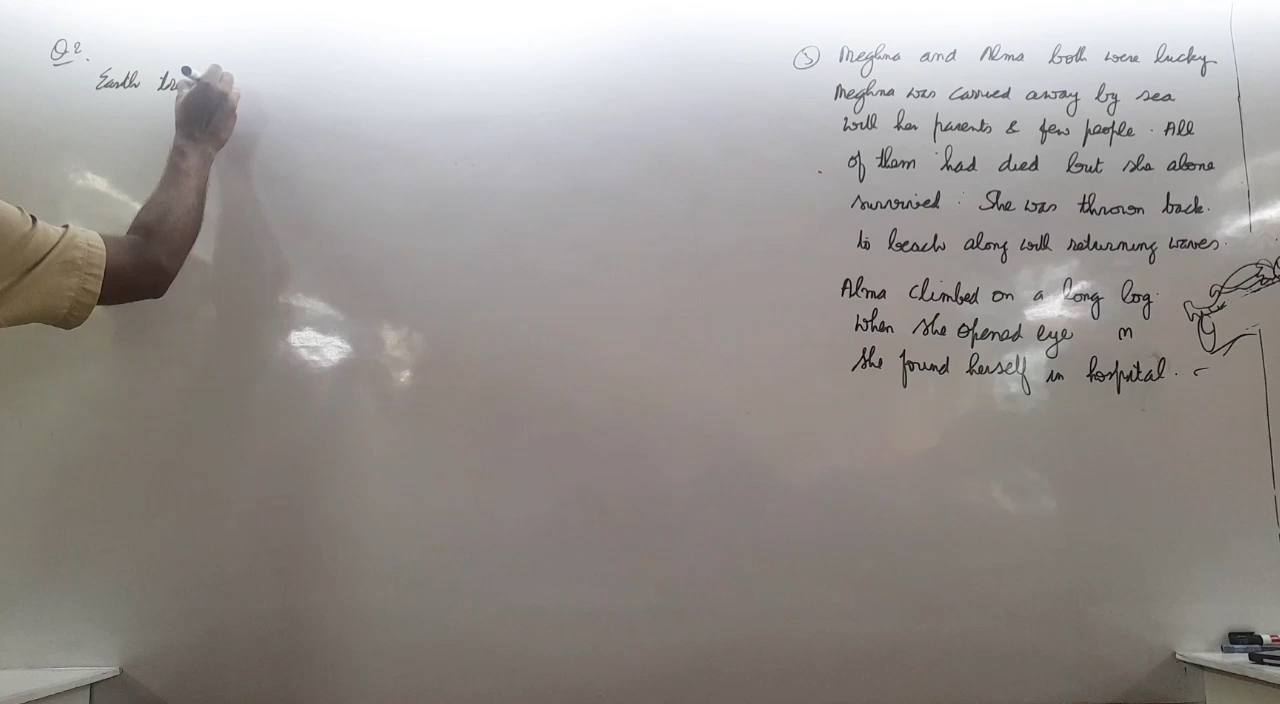 Q2.
Earth tr
③ Meghna and Alma both were lucky
Meghna was carried away by sea
with her parents & few people. All
of them had died but she alone
survived. She was thrown back.
to beach along with returning waves.
Alma climbed on a long log.
When she opened eye m
she found herself in hospital.